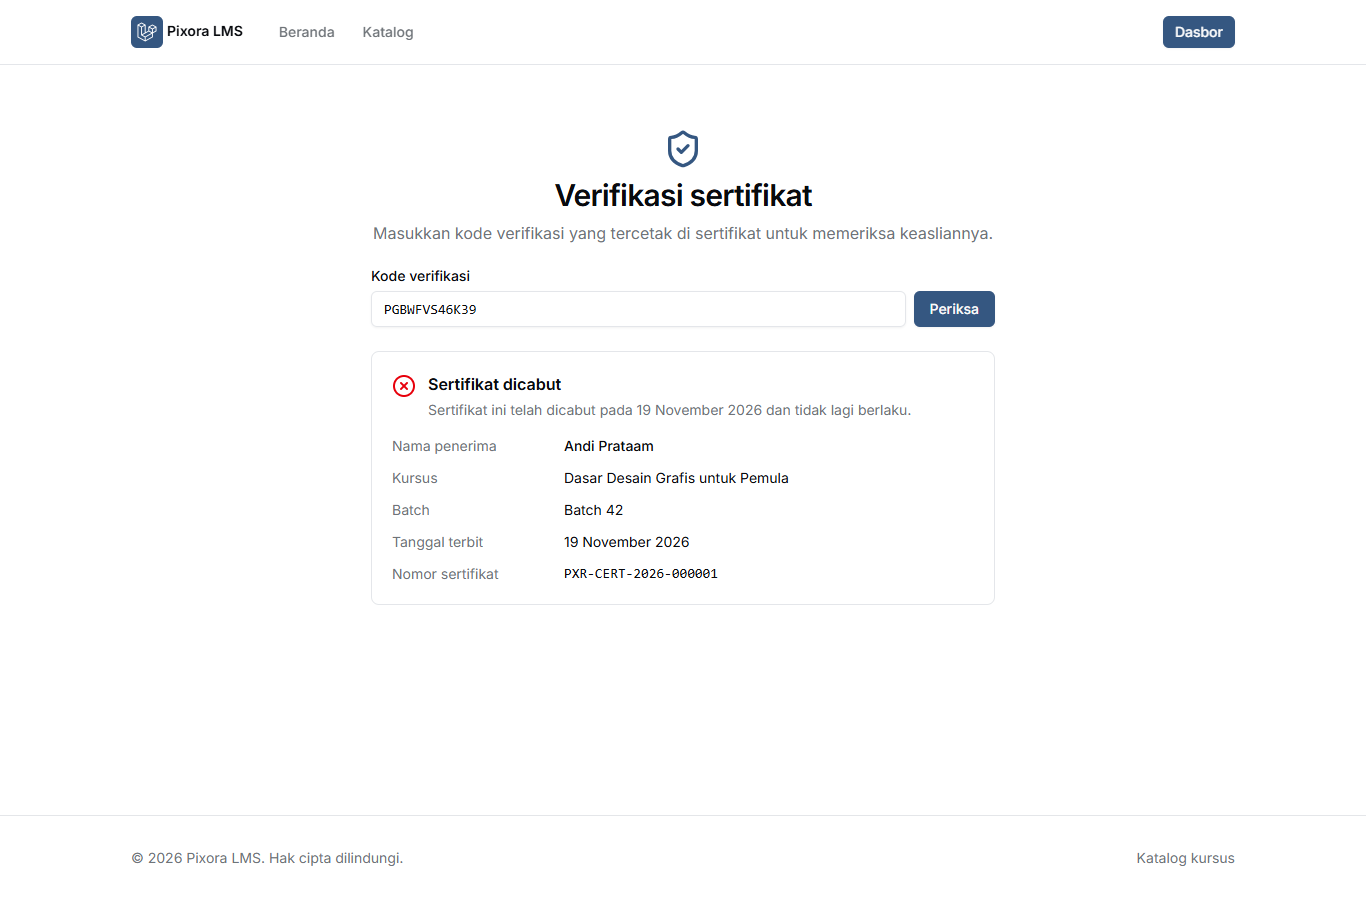 Pixora LMS Beranda Katalog Dasbor
Verifikasi sertifikat
Masukkan kode verifikasi yang tercetak di sertifikat untuk memeriksa keasliannya.
Kode verifikasi
PGBWFVS46K39 Periksa
Sertifikat dicabut
Sertifikat ini telah dicabut pada 19 November 2026 dan tidak lagi berlaku.
Nama penerima Andi Prataam
Kursus Dasar Desain Grafis untuk Pemula
Batch Batch 42
Tanggal terbit 19 November 2026
Nomor sertifikat PXR-CERT-2026-000001
© 2026 Pixora LMS. Hak cipta dilindungi. Katalog kursus